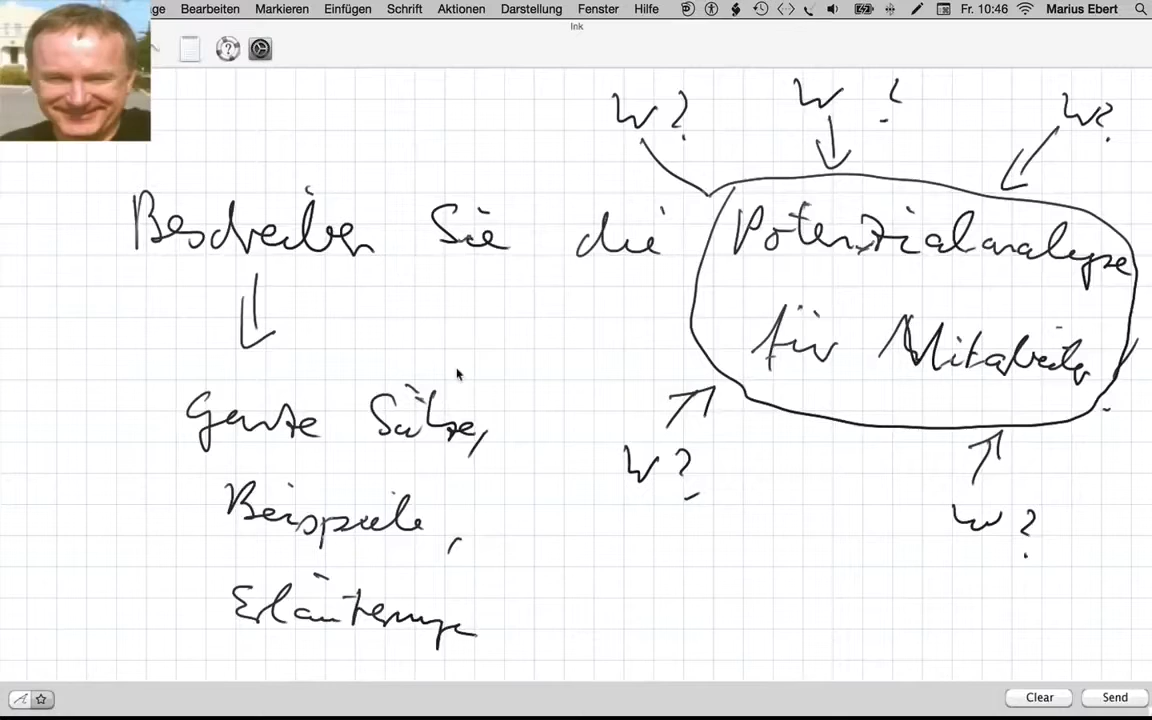 ge Bearbeiten Markieren Einfügen Schrift Aktionen Darstellung Fenster Hilfe Fr. 10:46 Marius Ebert
Ink
W? W ? W?
Beschreiben Sie die Potenzialanalyse
für Mitarbeiter.
Ganze Sätze,
Beispiele,
Erläuterungen
W?
W?
Clear Send